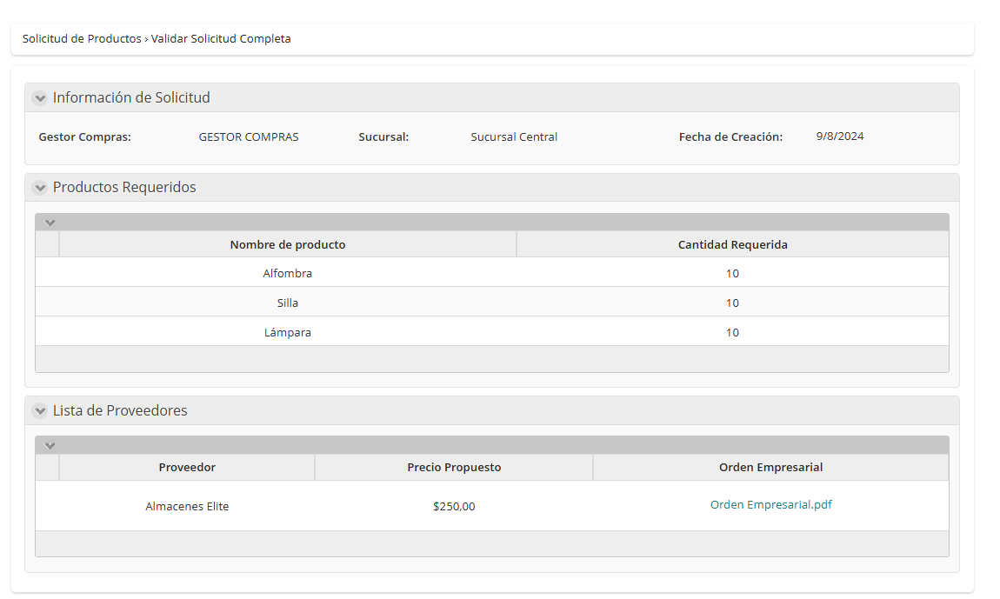 Solicitud de Productos › Validar Solicitud Completa
Información de Solicitud
Gestor Compras: GESTOR COMPRAS Sucursal: Sucursal Central Fecha de Creación: 9/8/2024
Productos Requeridos
Nombre de producto Cantidad Requerida
Alfombra 10
Silla 10
Lámpara 10
Lista de Proveedores
Proveedor Precio Propuesto Orden Empresarial
Almacenes Elite $250,00 Orden Empresarial.pdf